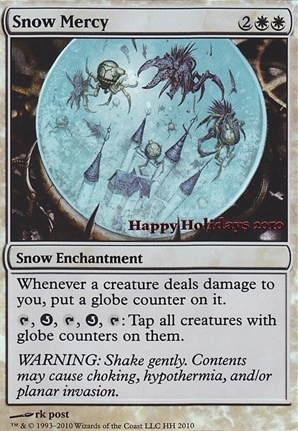 Snow Mercy 2
Happy Holidays 2010
Snow Enchantment
Whenever a creature deals damage to
you, put a globe counter on it.
, , , , : Tap all creatures with
globe counters on them.
WARNING: Shake gently. Contents
may cause choking, hypothermia, and/or
planar invasion.
rk post
™ & © 1993–2010 Wizards of the Coast LLC HH 2010